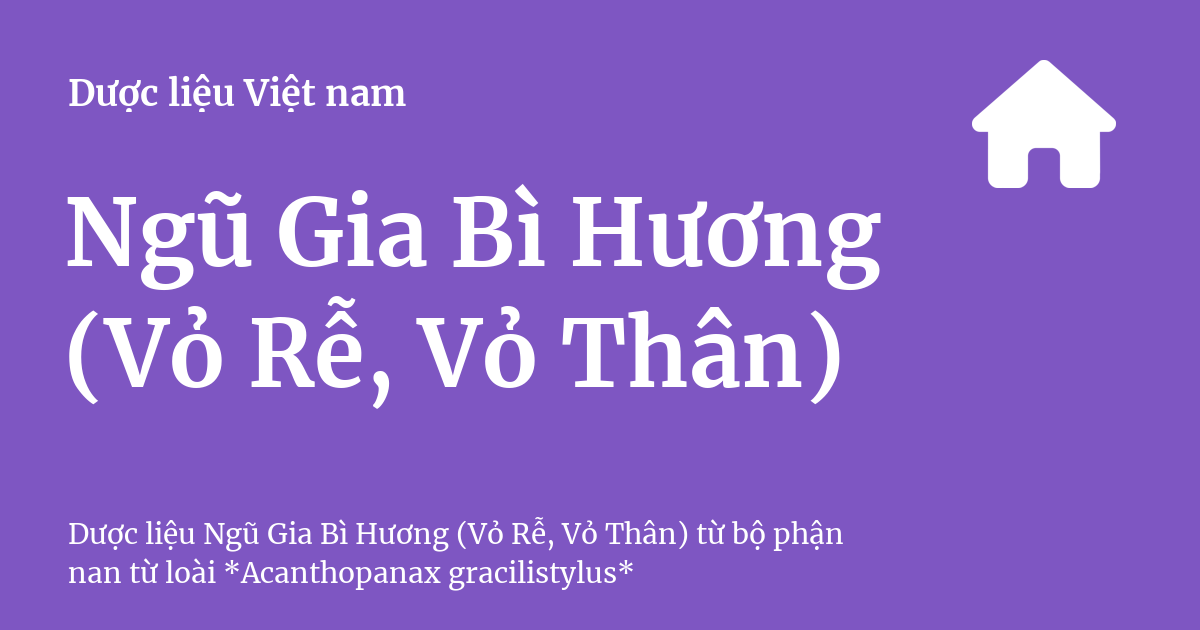 Dược liệu Việt nam
Ngũ Gia Bì Hương
(Vỏ Rễ, Vỏ Thân)
Dược liệu Ngũ Gia Bì Hương (Vỏ Rễ, Vỏ Thân) từ bộ phận
nan từ loài *Acanthopanax gracilistylus*